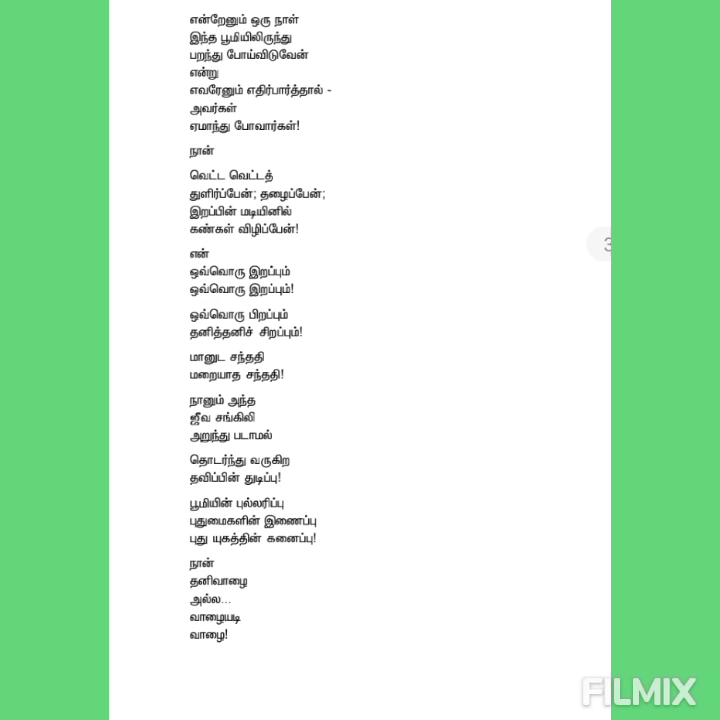 என்றேனும் ஒரு நாள்
இந்த பூமியிலிருந்து
பறந்து போய்விடுவேன்
என்று
எவரேனும் எதிர்பார்த்தால் -
அவர்கள்
ஏமாந்து போவார்கள்!
நான்
வெட்ட வெட்டத்
துளிர்ப்பேன்; தழைப்பேன்;
இறப்பின் மடியினில்
கண்கள் விழிப்பேன்!
என்
ஒவ்வொரு இறப்பும்
ஒவ்வொரு இறப்பும்!
ஒவ்வொரு பிறப்பும்
தனித்தனிச் சிறப்பும்!
மானுட சந்ததி
மறையாத சந்ததி!
நானும் அந்த
ஜீவ சங்கிலி
அறுந்து படாமல்
தொடர்ந்து வருகிற
தவிப்பின் துடிப்பு!
பூமியின் புல்லரிப்பு
புதுமைகளின் இணைப்பு
புது யுகத்தின் கனைப்பு!
நான்
தனிவாழை
அல்ல...
வாழையடி
வாழை!
3
FILMIX